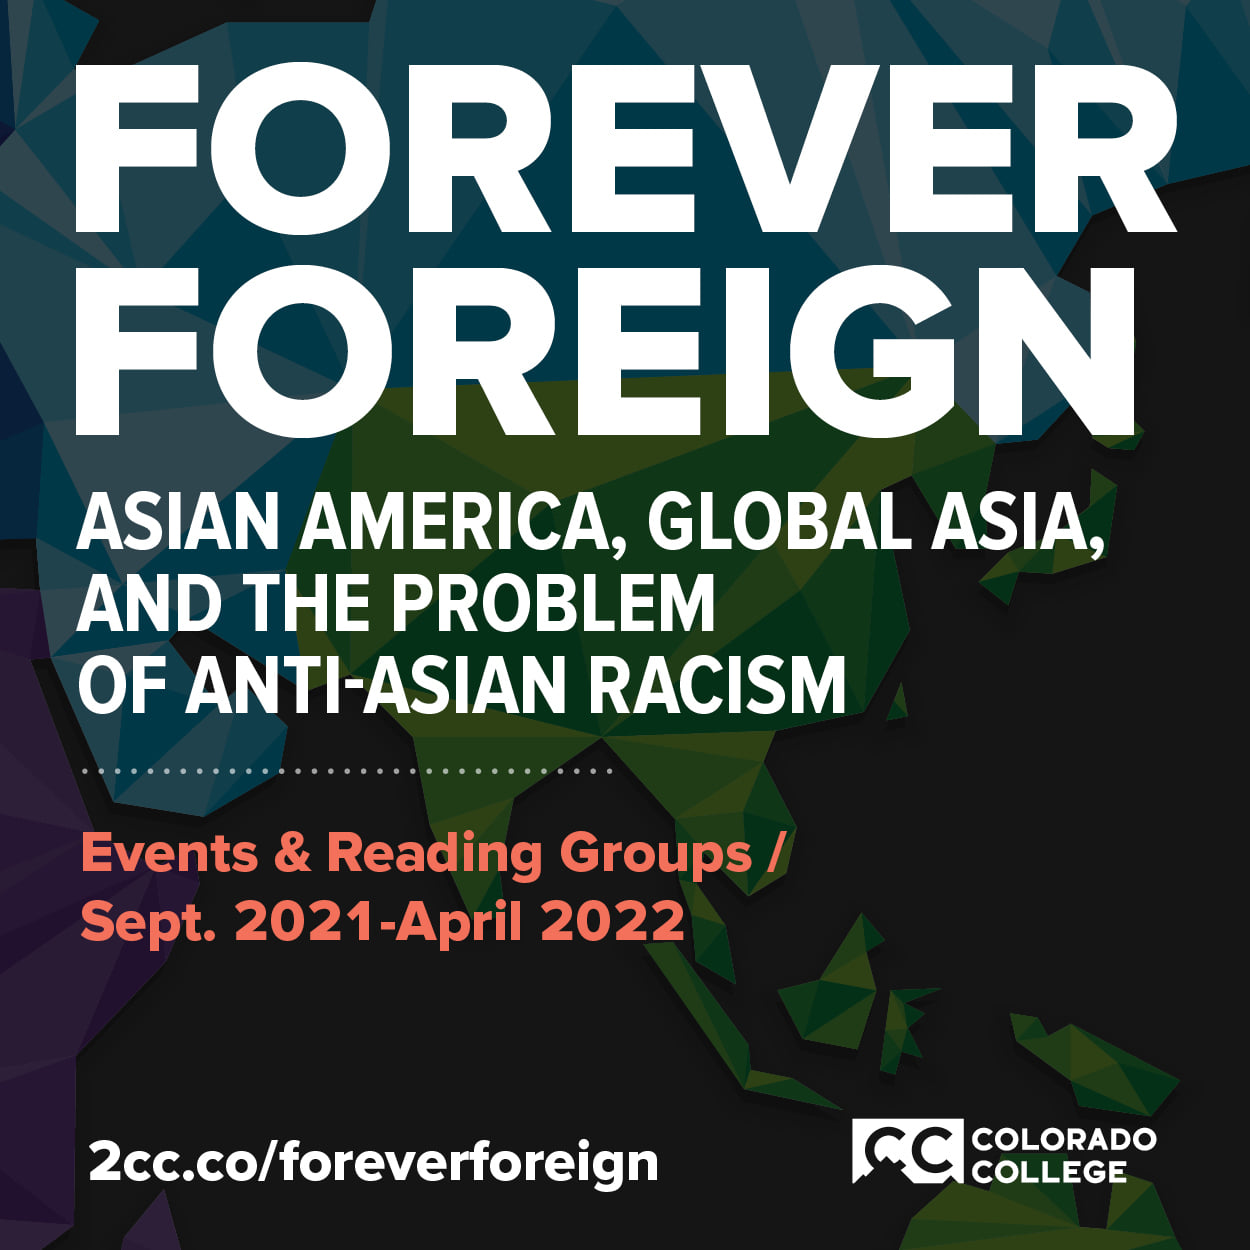 FOREVER
FOREIGN
ASIAN AMERICA, GLOBAL ASIA,
AND THE PROBLEM
OF ANTI-ASIAN RACISM
Events & Reading Groups /
Sept. 2021-April 2022
2cc.co/foreverforeign
CC COLORADO
COLLEGE